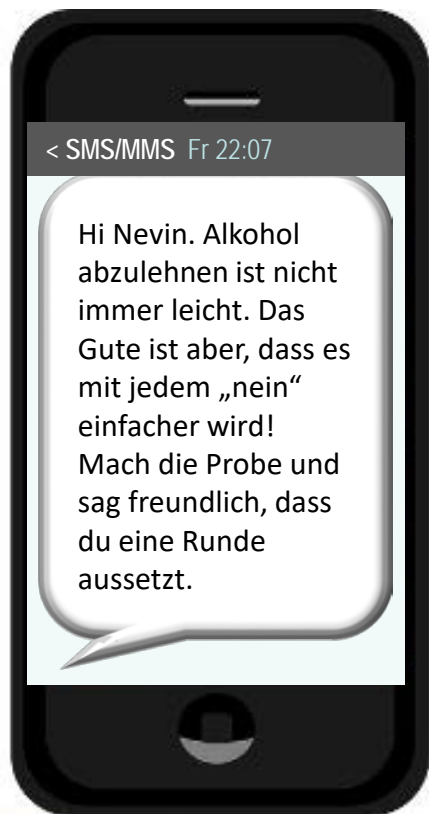 < SMS/MMS Fr 22:07
Hi Nevin. Alkohol
abzulehnen ist nicht
immer leicht. Das
Gute ist aber, dass es
mit jedem „nein“
einfacher wird!
Mach die Probe und
sag freundlich, dass
du eine Runde
aussetzt.